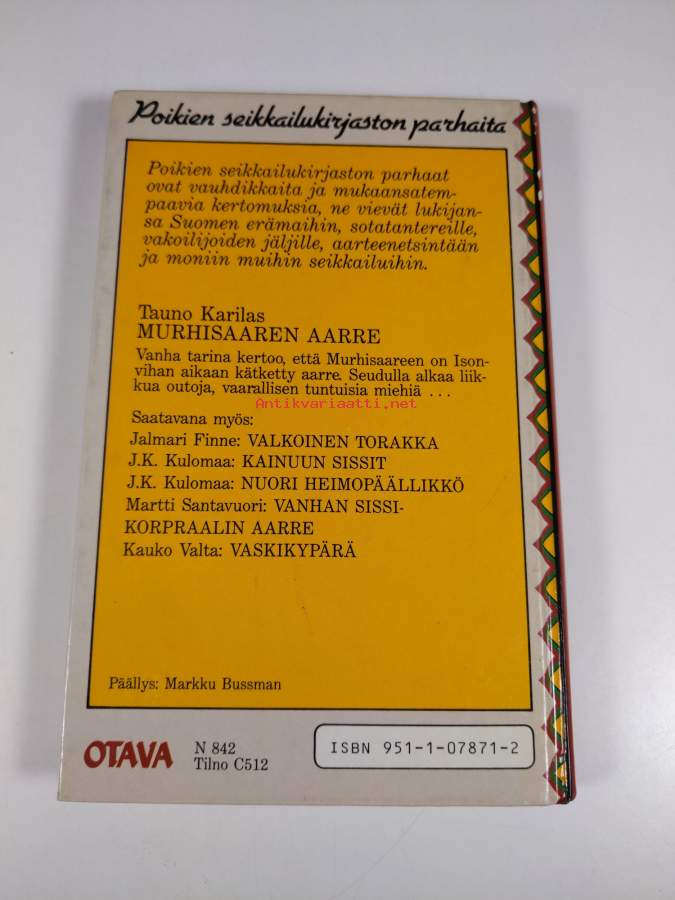 Poikien seikkailukirjaston parhaita
Poikien seikkailukirjaston parhaat
ovat vauhdikkaita ja mukaansatem-
paavia kertomuksia, ne vievät lukijan-
sa Suomen erämaihin, sotatantereille,
vakoilijoiden jäljille, aarteenetsintään
ja moniin muihin seikkailuihin.
Tauno Karilas
MURHISAAREN AARRE
Vanha tarina kertoo, että Murhisaareen on Ison-
vihan aikaan kätketty aarre. Seudulla alkaa liik-
kua outoja, vaarallisen tuntuisia miehiä ...
Antikvariaatti.net
Saatavana myös:
Jalmari Finne: VALKOINEN TORAKKA
J.K. Kulomaa: KAINUUN SISSIT
J.K. Kulomaa: NUORI HEIMOPÄÄLLIKKÖ
Martti Santavuori: VANHAN SISSI-
KORPRAALIN AARRE
Kauko Valta: VASKIKYPÄRÄ
Päällys: Markku Bussman
OTAVA
N 842
Tilno C512
ISBN 951-1-07871-2